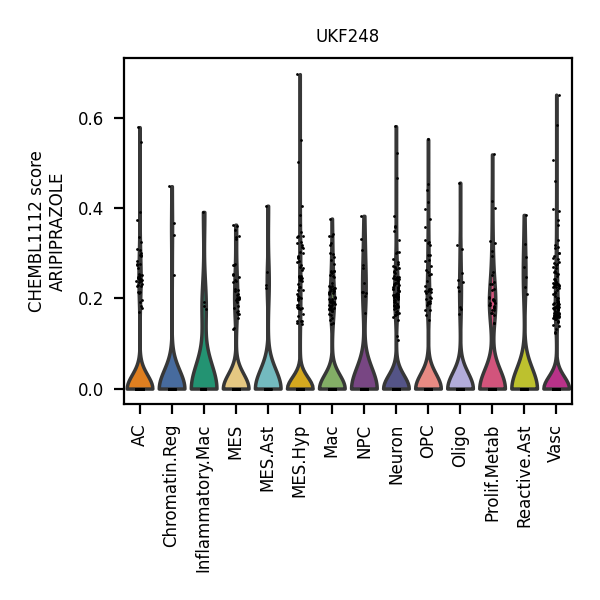 UKF248
CHEMBL1112 score
ARIPIPRAZOLE
0.6
0.4
0.2
0.0
AC
Chromatin.Reg
Inflammatory.Mac
MES
MES.Ast
MES.Hyp
Mac
NPC
Neuron
OPC
Oligo
Prolif.Metab
Reactive.Ast
Vasc